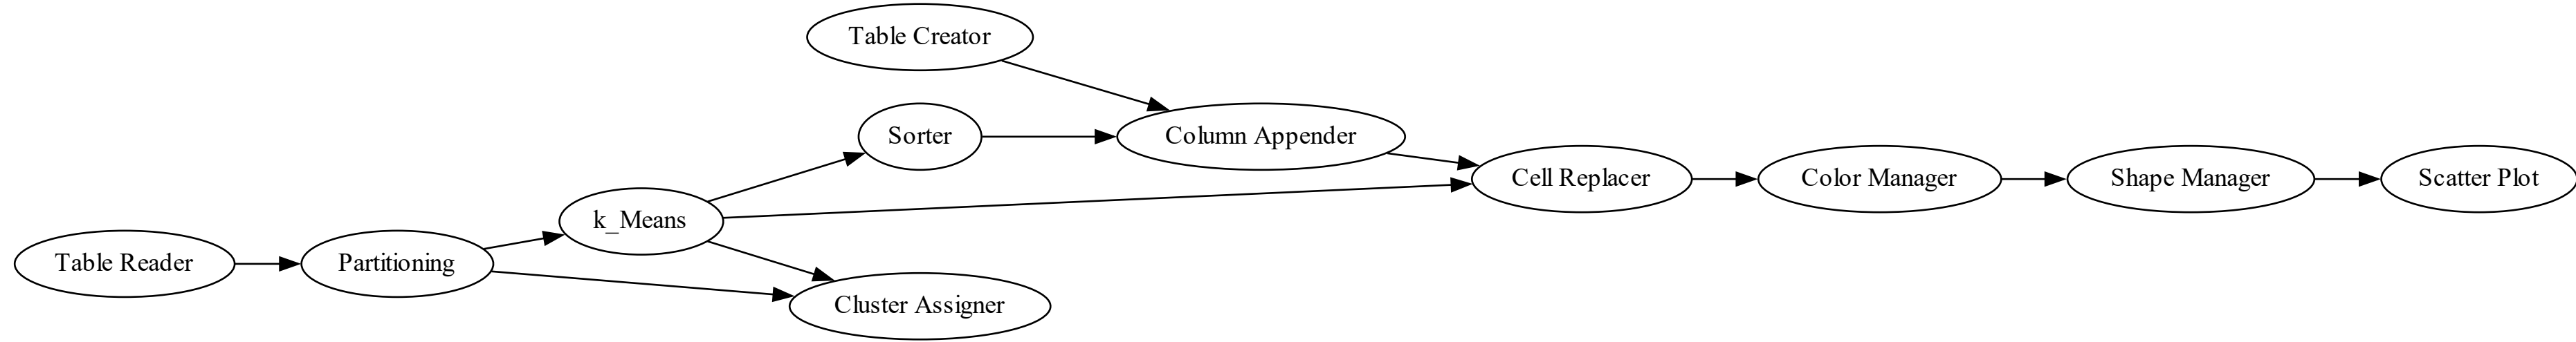 Table Creator
Sorter
Column Appender
Cell Replacer
Color Manager
Shape Manager
Scatter Plot
k_Means
Table Reader
Partitioning
Cluster Assigner